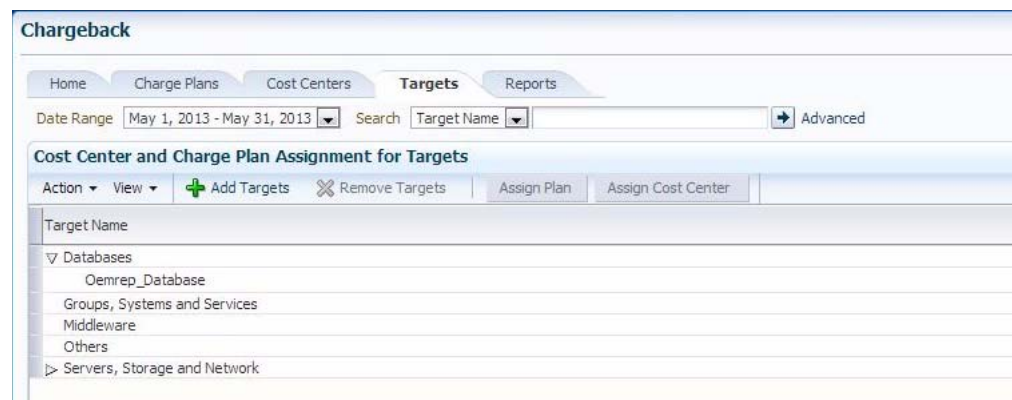 Chargeback
Home Charge Plans Cost Centers Targets Reports
Date Range May 1, 2013 - May 31, 2013 Search Target Name Advanced
Cost Center and Charge Plan Assignment for Targets
Action View Add Targets Remove Targets Assign Plan Assign Cost Center
Target Name
Databases
Oemrep_Database
Groups, Systems and Services
Middleware
Others
Servers, Storage and Network